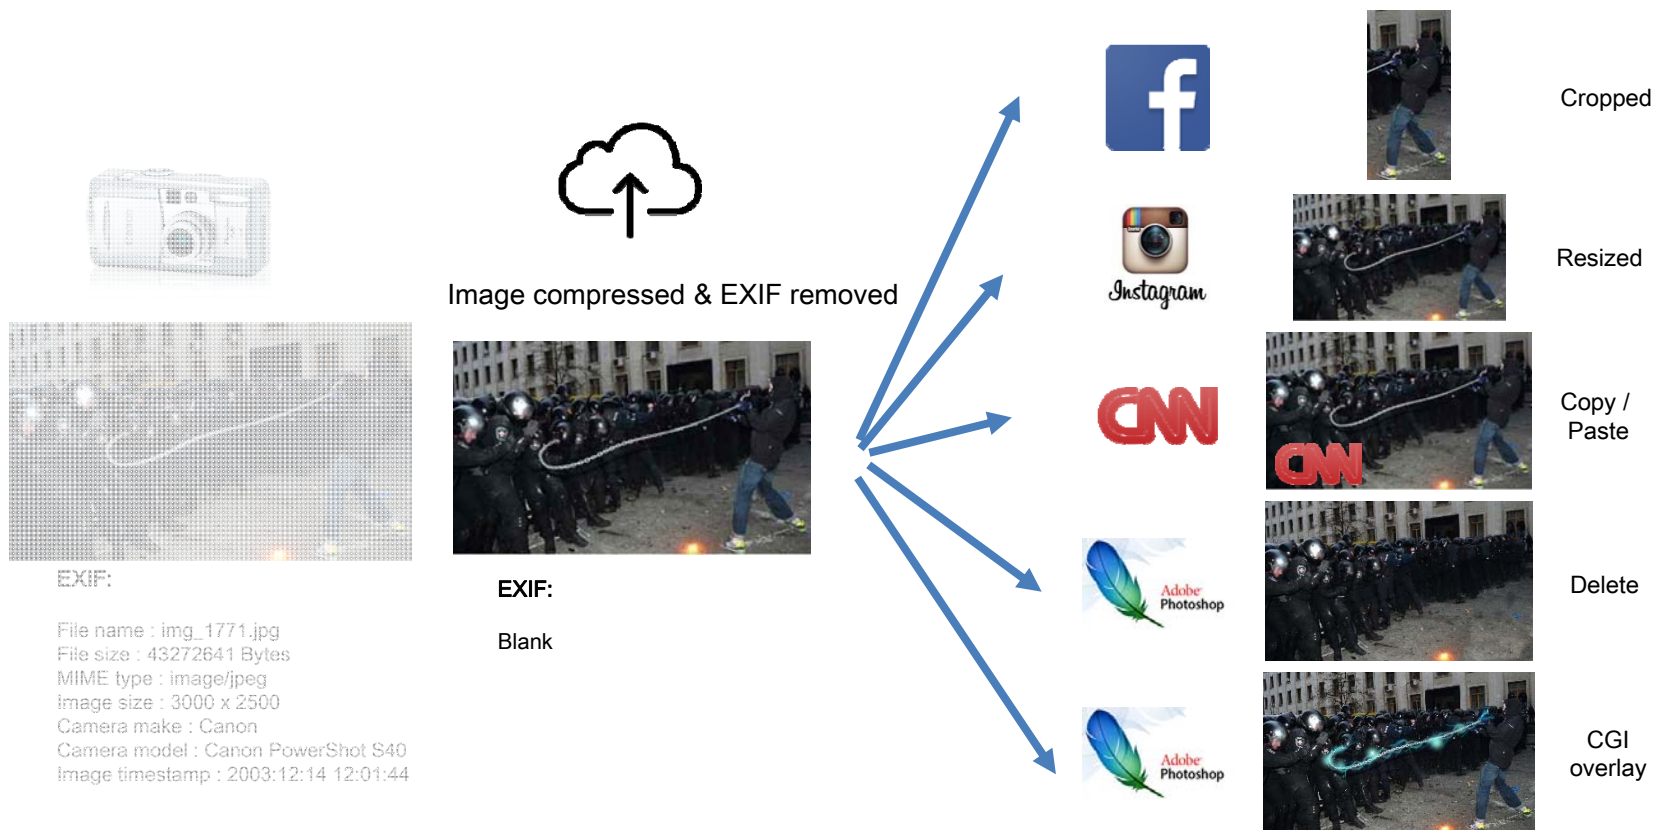 Image compressed & EXIF removed
EXIF:
File name : img_1771.jpg
File size : 43272641 Bytes
MIME type : image/jpeg
Image size : 3000 x 2500
Camera make : Canon
Camera model : Canon PowerShot S40
Image timestamp : 2003:12:14 12:01:44
EXIF:
Blank
f
Cropped
Instagram
Resized
CNN
CNN
Copy /
Paste
Adobe
Photoshop
Delete
Adobe
Photoshop
CGI
overlay